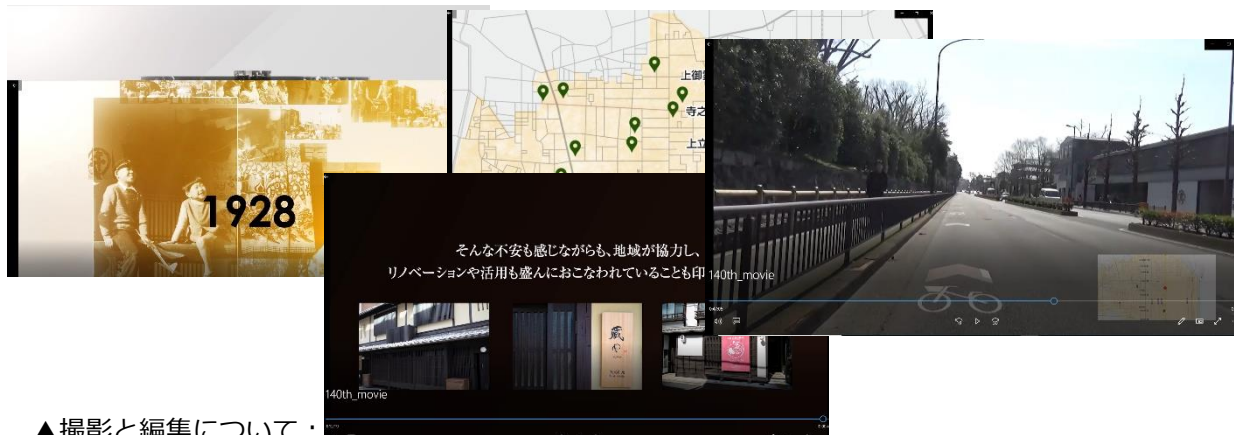 1928
上御
寺之
上立
そんな不安も感じながらも、地域が協力し、
リノベーションや活用も盛んにおこなわれていることも印
蔵や
140th_movie
140th_movie
▲撮影と編集について：